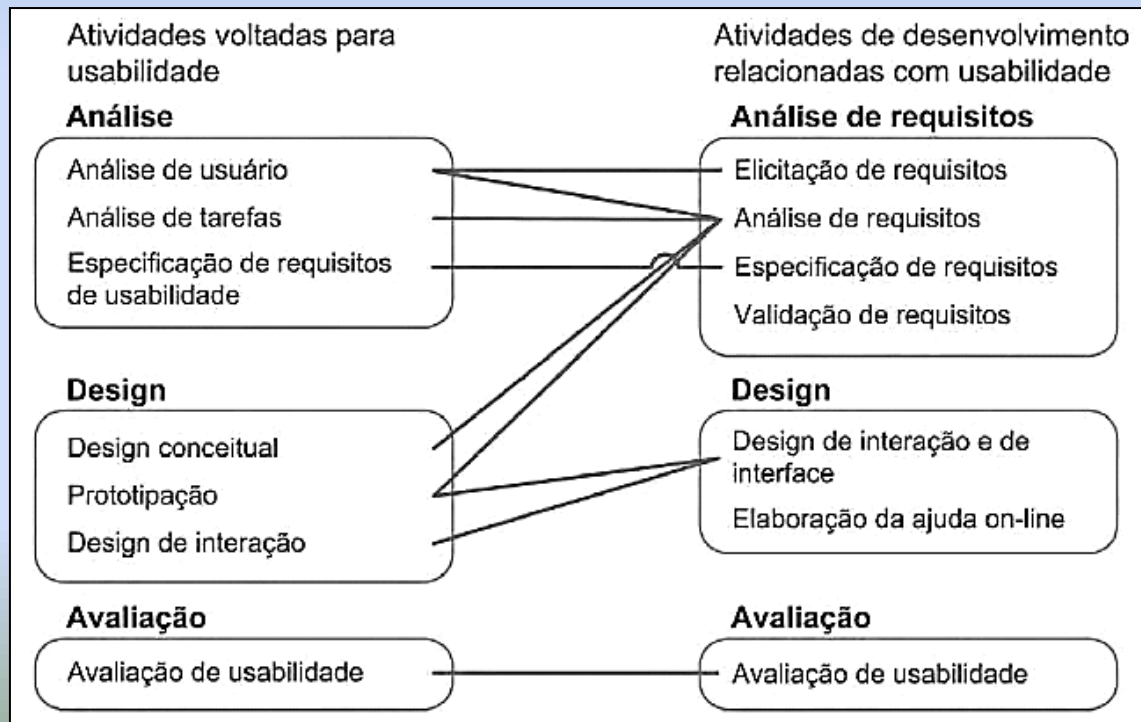 Atividades voltadas para
usabilidade
Análise
Análise de usuário
Análise de tarefas
Especificação de requisitos
de usabilidade
Design
Design conceitual
Prototipação
Design de interação
Avaliação
Avaliação de usabilidade
Atividades de desenvolvimento
relacionadas com usabilidade
Análise de requisitos
Elicitação de requisitos
Análise de requisitos
Especificação de requisitos
Validação de requisitos
Design
Design de interação e de
interface
Elaboração da ajuda on-line
Avaliação
Avaliação de usabilidade